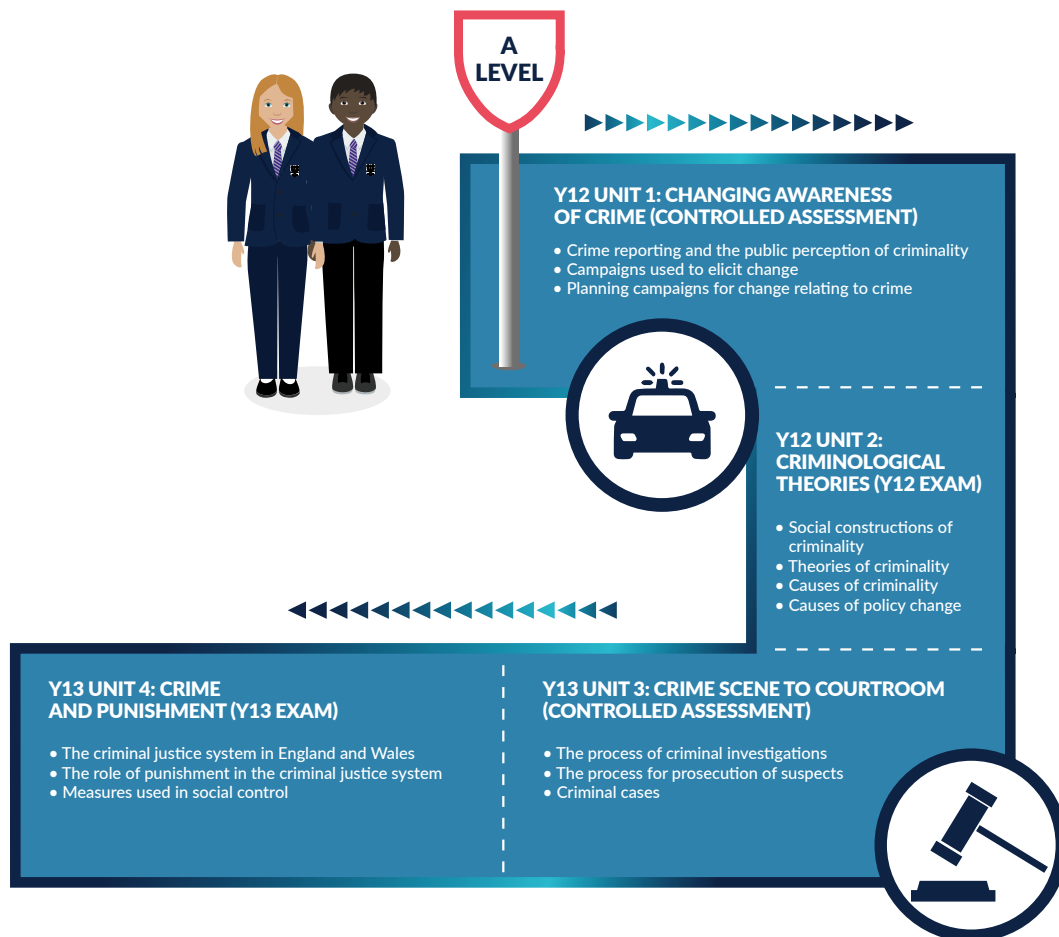 A
LEVEL
Y12 UNIT 1: CHANGING AWARENESS
OF CRIME (CONTROLLED ASSESSMENT)
• Crime reporting and the public perception of criminality
• Campaigns used to elicit change
• Planning campaigns for change relating to crime
Y12 UNIT 2:
CRIMINOLOGICAL
THEORIES (Y12 EXAM)
• Social constructions of
criminality
• Theories of criminality
• Causes of criminality
• Causes of policy change
Y13 UNIT 3: CRIME SCENE TO COURTROOM
(CONTROLLED ASSESSMENT)
• The process of criminal investigations
• The process for prosecution of suspects
• Criminal cases
Y13 UNIT 4: CRIME
AND PUNISHMENT (Y13 EXAM)
• The criminal justice system in England and Wales
• The role of punishment in the criminal justice system
• Measures used in social control